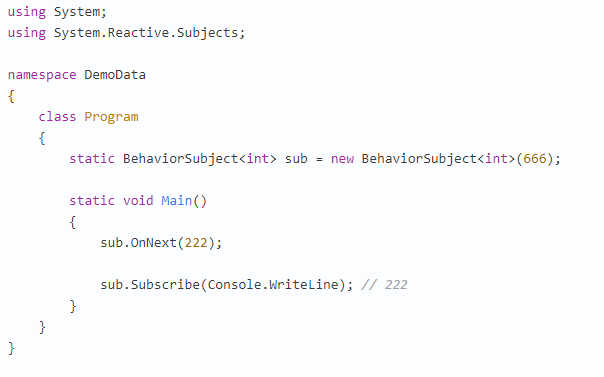 using System;
using System.Reactive.Subjects;

namespace DemoData
{
    class Program
    {
        static BehaviorSubject<int> sub = new BehaviorSubject<int>(666);

        static void Main()
        {
            sub.OnNext(222);

            sub.Subscribe(Console.WriteLine); // 222
        }
    }
}